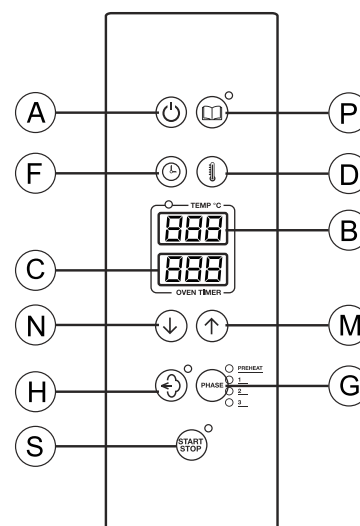 A P
F D
TEMP °C
888 B
C 888
OVEN TIMER
N M
H PHASE PREHEAT G
1
2
3
S START
STOP